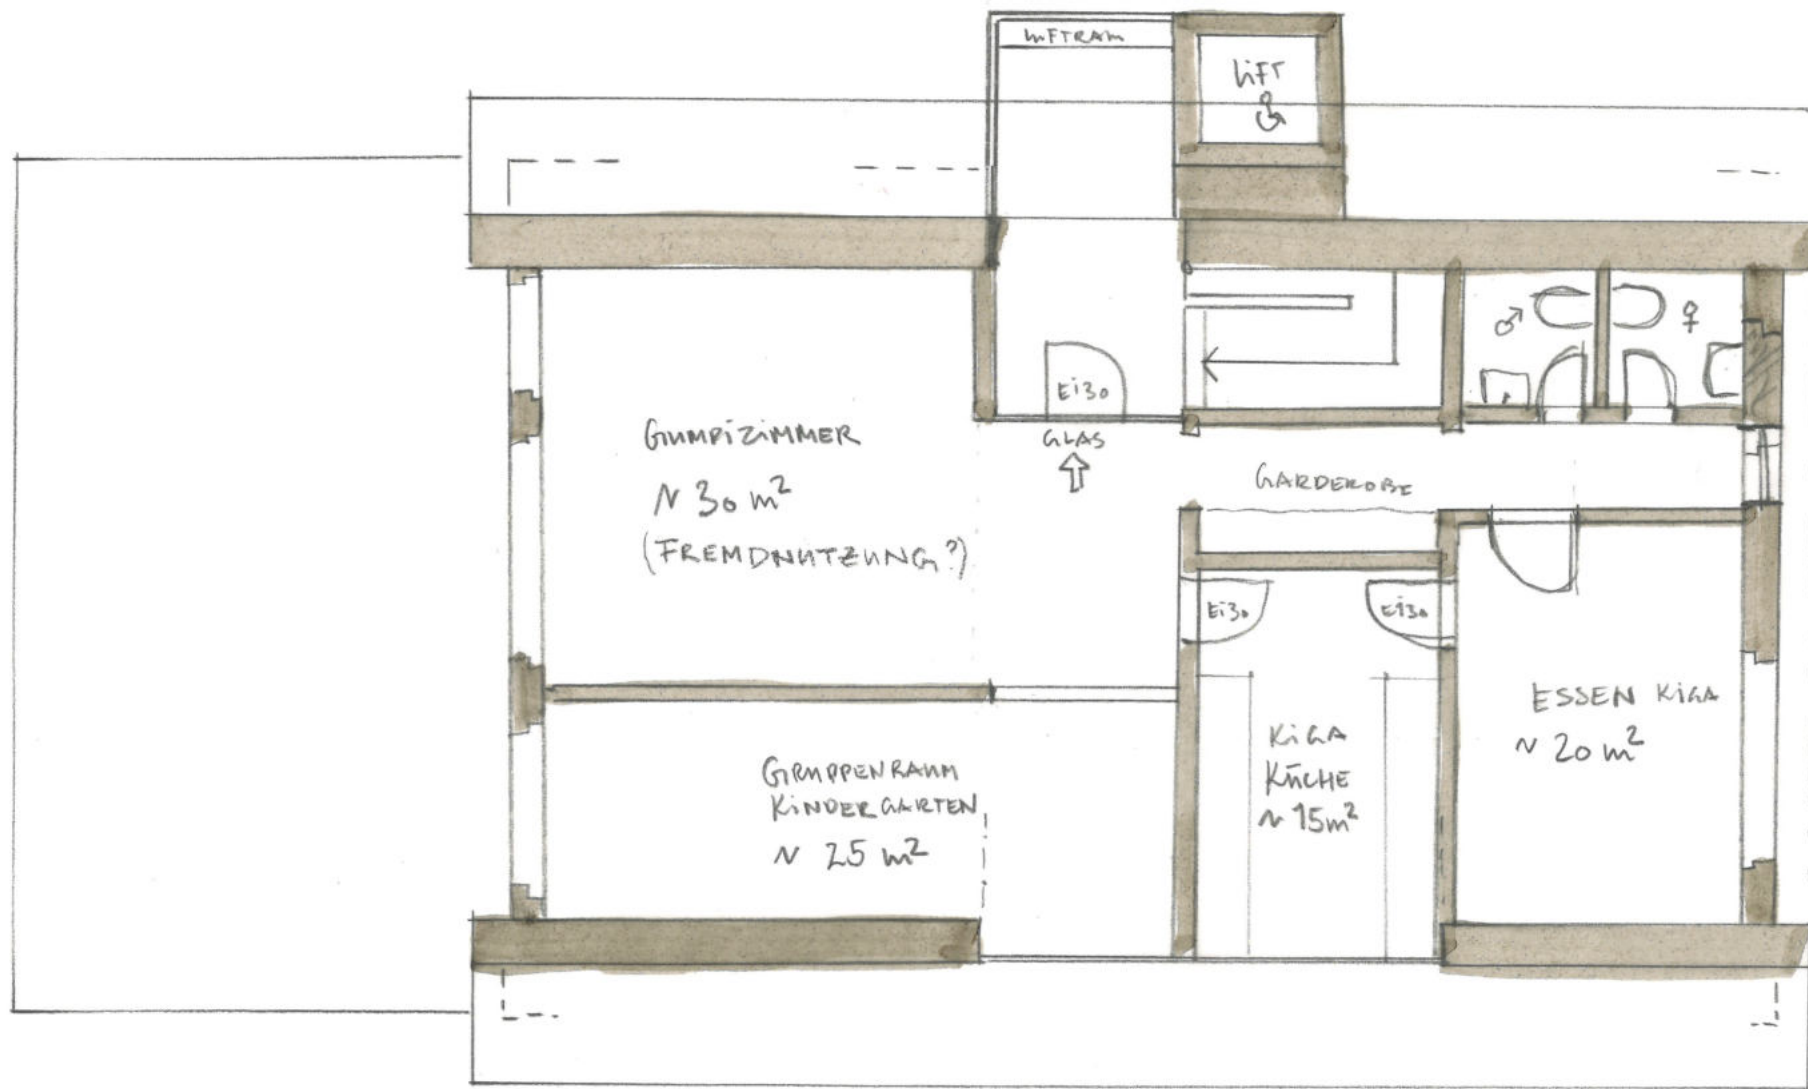 LUFTRAUM
LiFT
Ei30
GUMPiZiMMER
~ 30 m²
(FREMDNUTZUNG?)
GLAS
GARDEROBE
♂
♀
Ei30
Ei30
GRUPPENRAUM
KiNDERGARTEN
~ 25 m²
KiGA
KÜCHE
~ 15 m²
ESSEN KiGA
~ 20 m²